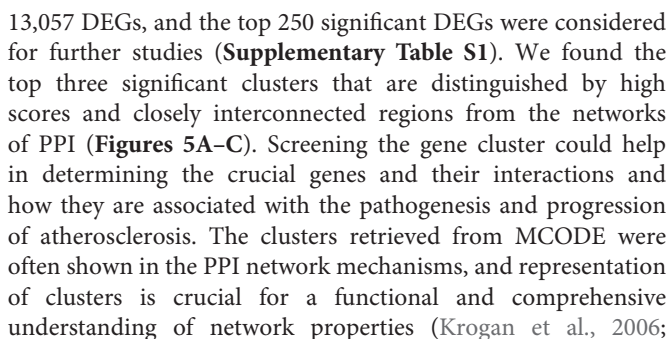 13,057 DEGs, and the top 250 significant DEGs were considered
for further studies (Supplementary Table S1). We found the
top three significant clusters that are distinguished by high
scores and closely interconnected regions from the networks
of PPI (Figures 5A–C). Screening the gene cluster could help
in determining the crucial genes and their interactions and
how they are associated with the pathogenesis and progression
of atherosclerosis. The clusters retrieved from MCODE were
often shown in the PPI network mechanisms, and representation
of clusters is crucial for a functional and comprehensive
understanding of network properties (Krogan et al., 2006;